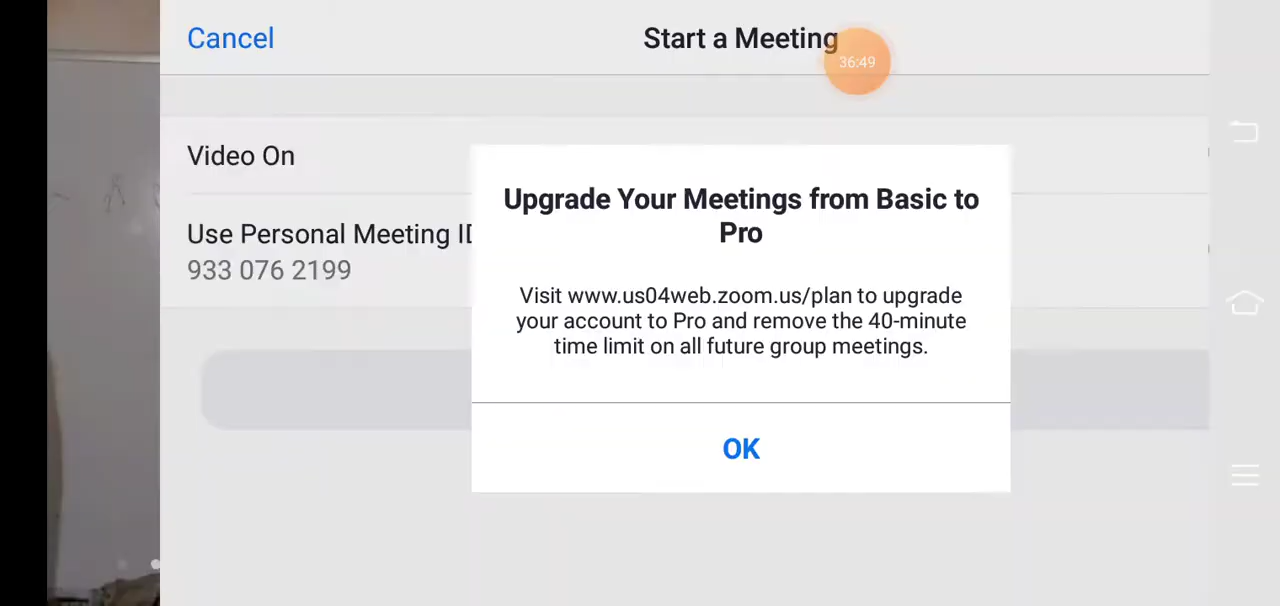 Cancel
Start a Meeting
36:49
Video On
Use Personal Meeting ID
933 076 2199
Upgrade Your Meetings from Basic to
Pro
Visit www.us04web.zoom.us/plan to upgrade
your account to Pro and remove the 40-minute
time limit on all future group meetings.
OK